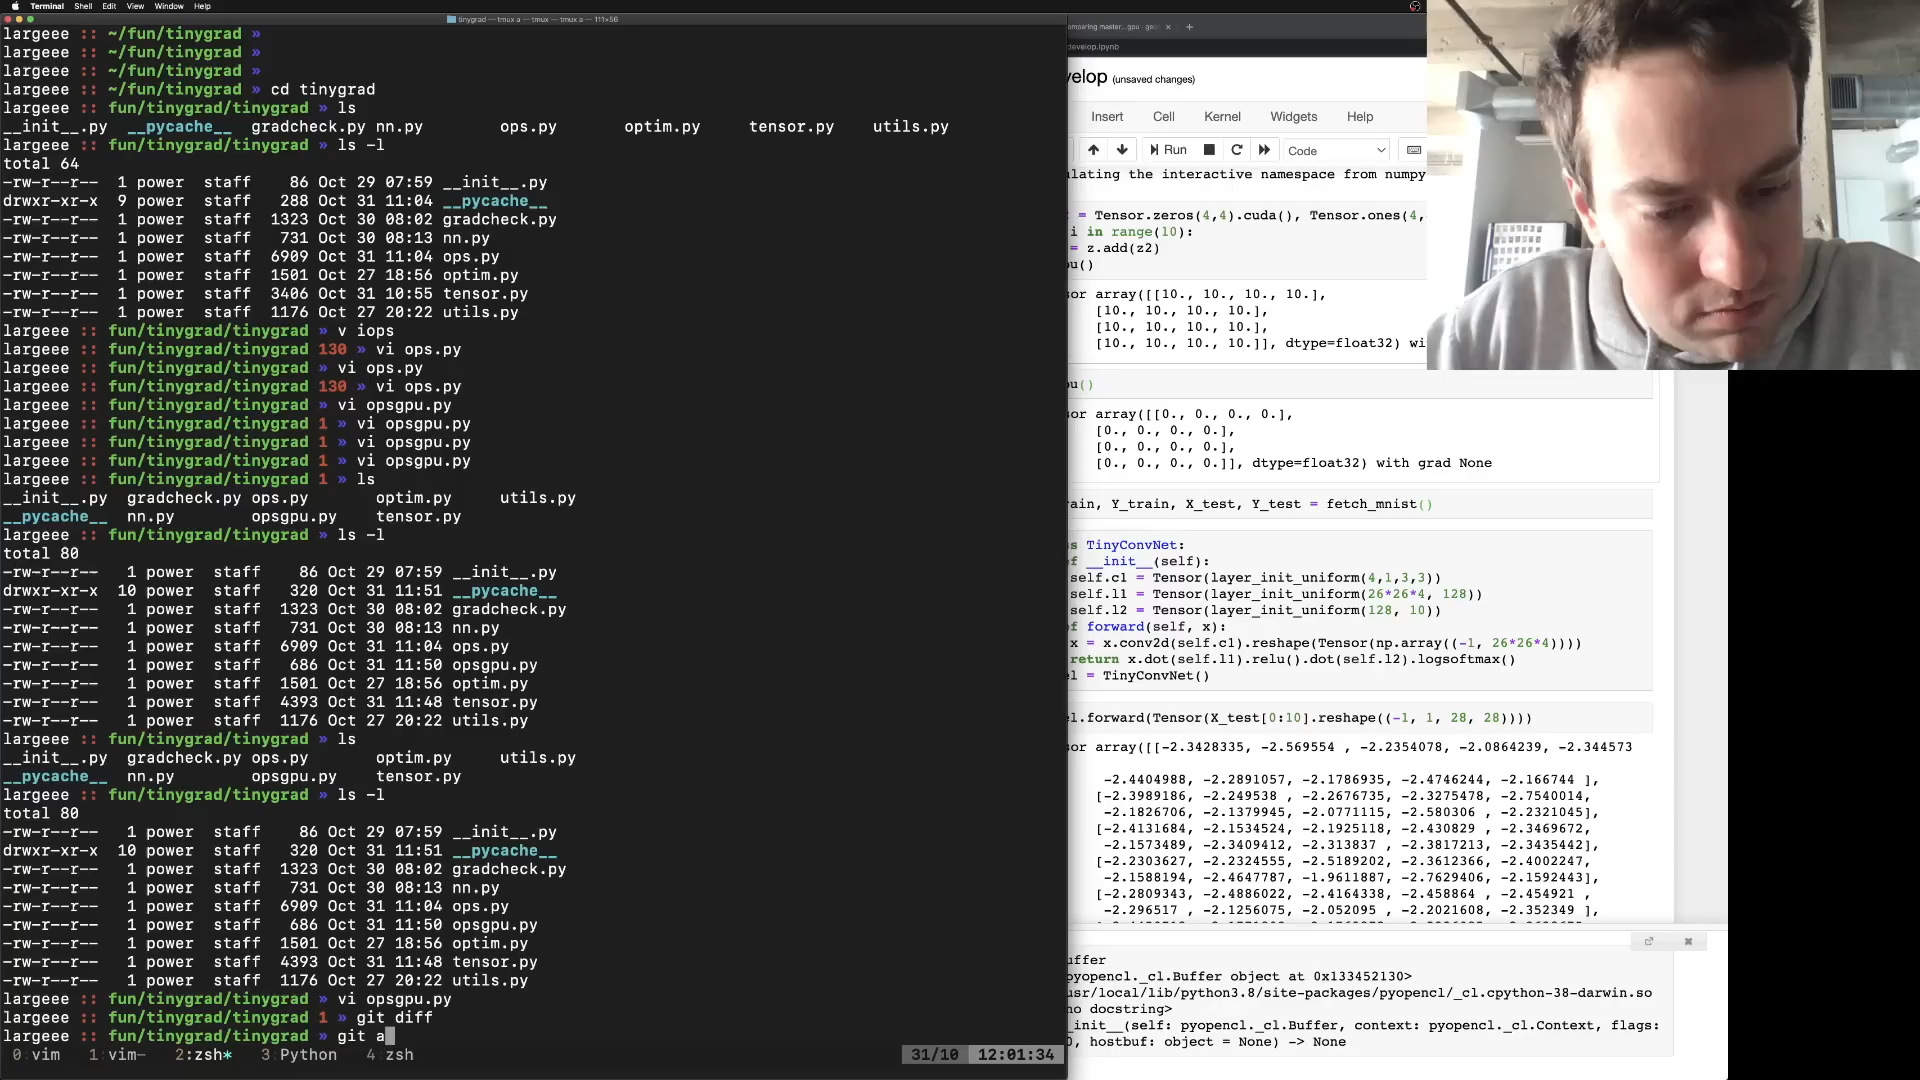 Terminal Shell Edit View Window Help
tinygrad — tmux a — tmux — tmux a — 111×56
largeee :: ~/fun/tinygrad »
largeee :: ~/fun/tinygrad »
largeee :: ~/fun/tinygrad »
largeee :: ~/fun/tinygrad » cd tinygrad
largeee :: fun/tinygrad/tinygrad » ls
__init__.py __pycache__ gradcheck.py nn.py ops.py optim.py tensor.py utils.py
largeee :: fun/tinygrad/tinygrad » ls -l
total 64
-rw-r--r-- 1 power staff 86 Oct 29 07:59 __init__.py
drwxr-xr-x 9 power staff 288 Oct 31 11:04 __pycache__
-rw-r--r-- 1 power staff 1323 Oct 30 08:02 gradcheck.py
-rw-r--r-- 1 power staff 731 Oct 30 08:13 nn.py
-rw-r--r-- 1 power staff 6909 Oct 31 11:04 ops.py
-rw-r--r-- 1 power staff 1501 Oct 27 18:56 optim.py
-rw-r--r-- 1 power staff 3406 Oct 31 10:55 tensor.py
-rw-r--r-- 1 power staff 1176 Oct 27 20:22 utils.py
largeee :: fun/tinygrad/tinygrad » v iops
largeee :: fun/tinygrad/tinygrad 130 » vi ops.py
largeee :: fun/tinygrad/tinygrad » vi ops.py
largeee :: fun/tinygrad/tinygrad 130 » vi ops.py
largeee :: fun/tinygrad/tinygrad » vi opsgpu.py
largeee :: fun/tinygrad/tinygrad 1 » vi opsgpu.py
largeee :: fun/tinygrad/tinygrad 1 » vi opsgpu.py
largeee :: fun/tinygrad/tinygrad 1 » vi opsgpu.py
largeee :: fun/tinygrad/tinygrad 1 » ls
__init__.py gradcheck.py ops.py optim.py utils.py
__pycache__ nn.py opsgpu.py tensor.py
largeee :: fun/tinygrad/tinygrad » ls -l
total 80
-rw-r--r-- 1 power staff 86 Oct 29 07:59 __init__.py
drwxr-xr-x 10 power staff 320 Oct 31 11:51 __pycache__
-rw-r--r-- 1 power staff 1323 Oct 30 08:02 gradcheck.py
-rw-r--r-- 1 power staff 731 Oct 30 08:13 nn.py
-rw-r--r-- 1 power staff 6909 Oct 31 11:04 ops.py
-rw-r--r-- 1 power staff 686 Oct 31 11:50 opsgpu.py
-rw-r--r-- 1 power staff 1501 Oct 27 18:56 optim.py
-rw-r--r-- 1 power staff 4393 Oct 31 11:48 tensor.py
-rw-r--r-- 1 power staff 1176 Oct 27 20:22 utils.py
largeee :: fun/tinygrad/tinygrad » ls
__init__.py gradcheck.py ops.py optim.py utils.py
__pycache__ nn.py opsgpu.py tensor.py
largeee :: fun/tinygrad/tinygrad » ls -l
total 80
-rw-r--r-- 1 power staff 86 Oct 29 07:59 __init__.py
drwxr-xr-x 10 power staff 320 Oct 31 11:51 __pycache__
-rw-r--r-- 1 power staff 1323 Oct 30 08:02 gradcheck.py
-rw-r--r-- 1 power staff 731 Oct 30 08:13 nn.py
-rw-r--r-- 1 power staff 6909 Oct 31 11:04 ops.py
-rw-r--r-- 1 power staff 686 Oct 31 11:50 opsgpu.py
-rw-r--r-- 1 power staff 1501 Oct 27 18:56 optim.py
-rw-r--r-- 1 power staff 4393 Oct 31 11:48 tensor.py
-rw-r--r-- 1 power staff 1176 Oct 27 20:22 utils.py
largeee :: fun/tinygrad/tinygrad » vi opsgpu.py
largeee :: fun/tinygrad/tinygrad 1 » git diff
largeee :: fun/tinygrad/tinygrad » git a
0:vim 1:vim- 2:zsh* 3:Python 4:zsh 31/10 12:01:34
omparing master...gpu · geo
develop.ipynb
velop (unsaved changes)
Insert Cell Kernel Widgets Help
Run Code
ulating the interactive namespace from numpy
= Tensor.zeros(4,4).cuda(), Tensor.ones(4,
i in range(10):
= z.add(z2)
pu()
sor array([[10., 10., 10., 10.],
[10., 10., 10., 10.],
[10., 10., 10., 10.],
[10., 10., 10., 10.]], dtype=float32) wi
pu()
sor array([[0., 0., 0., 0.],
[0., 0., 0., 0.],
[0., 0., 0., 0.],
[0., 0., 0., 0.]], dtype=float32) with grad None
rain, Y_train, X_test, Y_test = fetch_mnist()
ss TinyConvNet:
ef __init__(self):
self.c1 = Tensor(layer_init_uniform(4,1,3,3))
self.l1 = Tensor(layer_init_uniform(26*26*4, 128))
self.l2 = Tensor(layer_init_uniform(128, 10))
ef forward(self, x):
x = x.conv2d(self.c1).reshape(Tensor(np.array((-1, 26*26*4))))
return x.dot(self.l1).relu().dot(self.l2).logsoftmax()
el = TinyConvNet()
el.forward(Tensor(X_test[0:10].reshape((-1, 1, 28, 28))))
sor array([[-2.3428335, -2.569554 , -2.2354078, -2.0864239, -2.344573
-2.4404988, -2.2891057, -2.1786935, -2.4746244, -2.166744 ],
[-2.3989186, -2.249538 , -2.2676735, -2.3275478, -2.7540014,
-2.1826706, -2.1379945, -2.0771115, -2.580306 , -2.2321045],
[-2.4131684, -2.1534524, -2.1925118, -2.430829 , -2.3469672,
-2.1573489, -2.3409412, -2.313837 , -2.3817213, -2.3435442],
[-2.2303627, -2.2324555, -2.5189202, -2.3612366, -2.4002247,
-2.1588194, -2.4647787, -1.9611887, -2.7629406, -2.1592443],
[-2.2809343, -2.4886022, -2.4164338, -2.458864 , -2.454921 ,
-2.296517 , -2.1256075, -2.052095 , -2.2021608, -2.352349 ],
uffer
pyopencl._cl.Buffer object at 0x133452130>
usr/local/lib/python3.8/site-packages/pyopencl/_cl.cpython-38-darwin.so
no docstring>
_init__(self: pyopencl._cl.Buffer, context: pyopencl._cl.Context, flags:
0, hostbuf: object = None) -> None